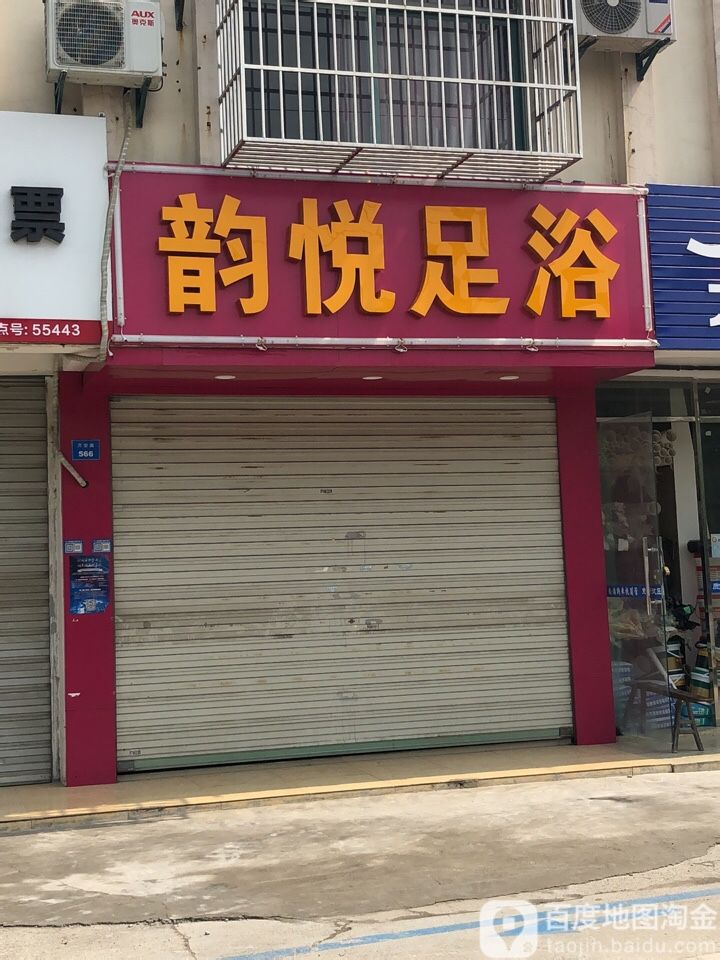 AUX
奥克斯
票
韵悦足浴
点号: 55443
566
百度地图淘金
taojin.baidu.com